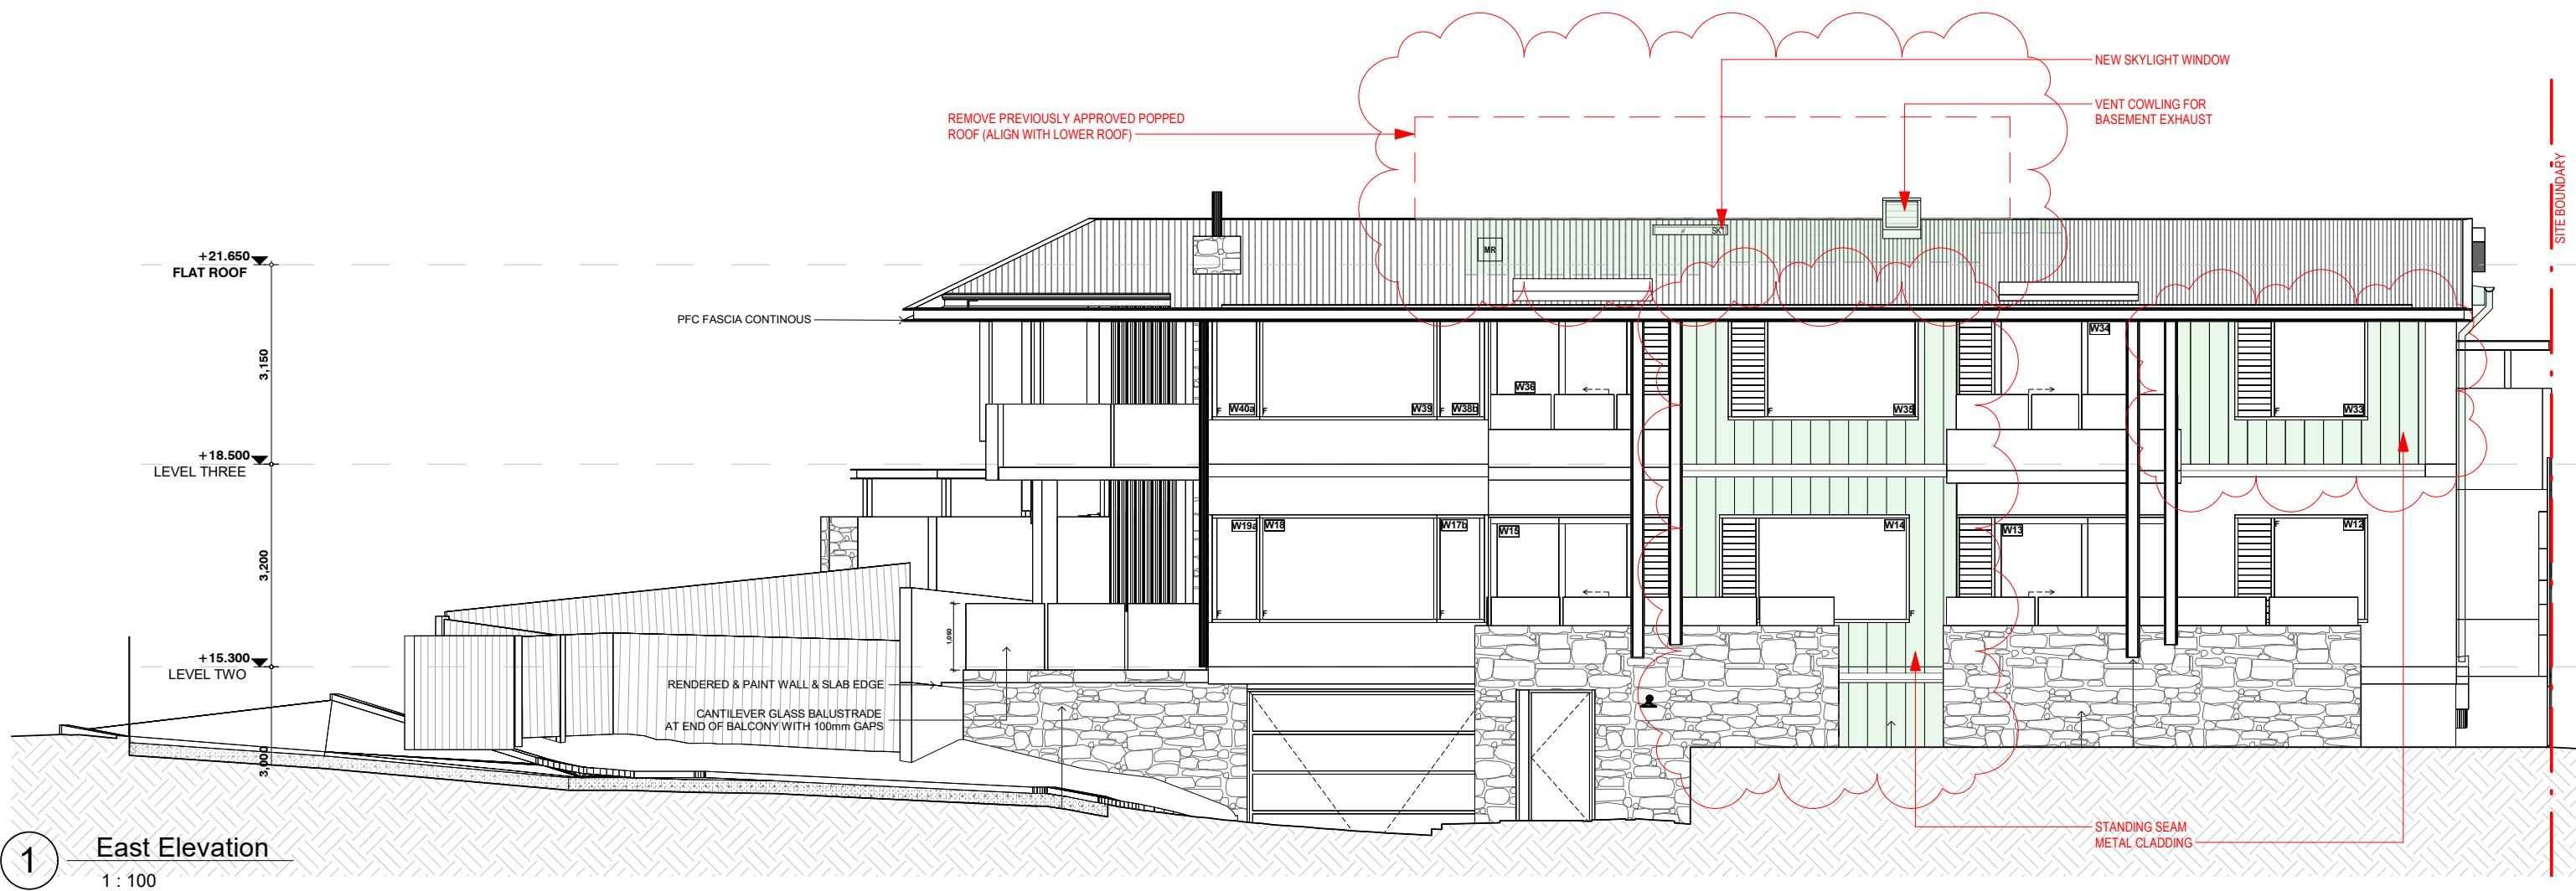 NEW SKYLIGHT WINDOW
VENT COWLING FOR
BASEMENT EXHAUST
REMOVE PREVIOUSLY APPROVED POPPED
ROOF (ALIGN WITH LOWER ROOF)
SITE BOUNDARY
+21.650
FLAT ROOF
MR
SK
PFC FASCIA CONTINOUS
3,150
W34
W36
F
W40a
F
W39
F
W38b
F
W35
F
W33
+18.500
LEVEL THREE
W19a
W18
W17b
W15
W14
W13
F
W12
3,200
F
F
F
F
1,050
+15.300
LEVEL TWO
RENDERED & PAINT WALL & SLAB EDGE
CANTILEVER GLASS BALUSTRADE
AT END OF BALCONY WITH 100mm GAPS
3,000
STANDING SEAM
METAL CLADDING
1
East Elevation
1 : 100